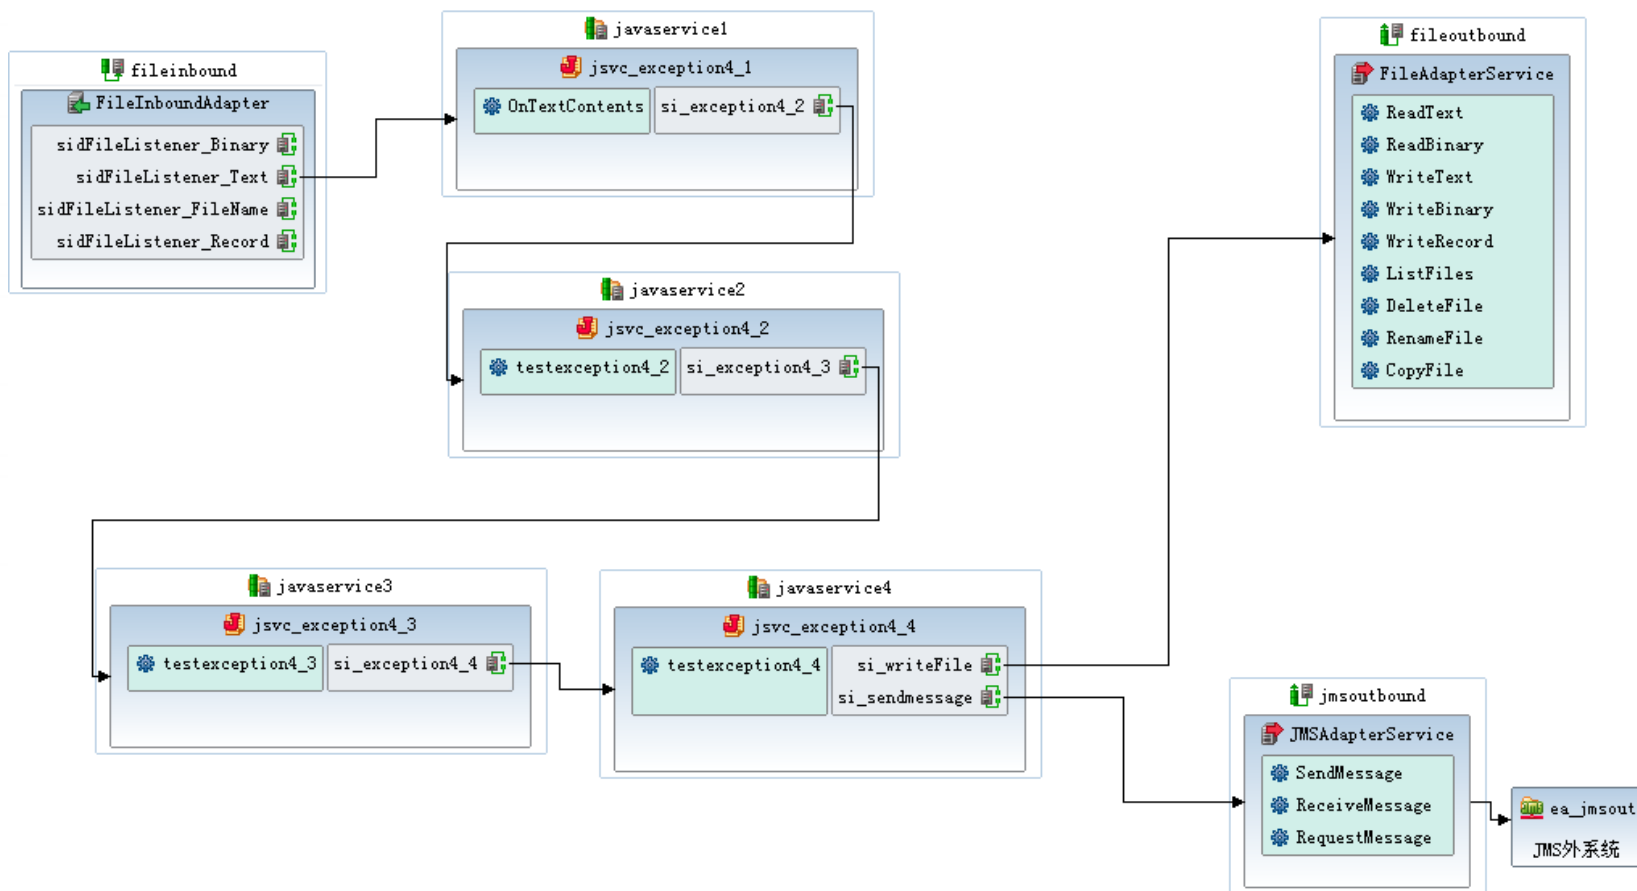 fileinbound
FileInboundAdapter
sidFileListener_Binary
sidFileListener_Text
sidFileListener_FileName
sidFileListener_Record
javaservice1
jsvc_exception4_1
OnTextContents
si_exception4_2
javaservice2
jsvc_exception4_2
testexception4_2
si_exception4_3
javaservice3
jsvc_exception4_3
testexception4_3
si_exception4_4
javaservice4
jsvc_exception4_4
testexception4_4
si_writeFile
si_sendmessage
fileoutbound
FileAdapterService
ReadText
ReadBinary
WriteText
WriteBinary
WriteRecord
ListFiles
DeleteFile
RenameFile
CopyFile
jmsoutbound
JMSAdapterService
SendMessage
ReceiveMessage
RequestMessage
ea_jmsout
JMS外系统